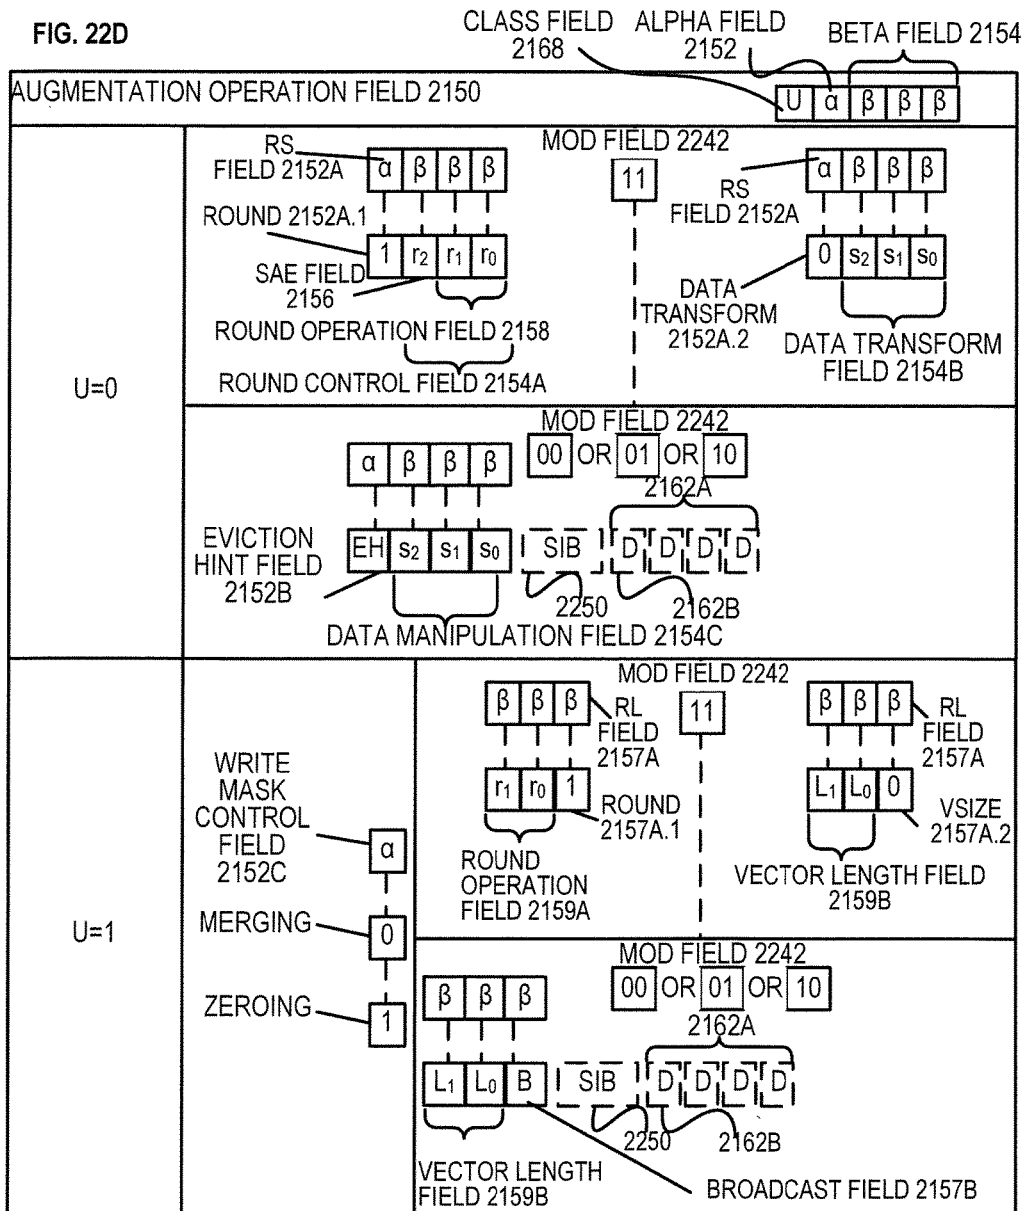 FIG. 22D
CLASS FIELD 2168
ALPHA FIELD 2152
BETA FIELD 2154
AUGMENTATION OPERATION FIELD 2150
U α β β β
U=0
MOD FIELD 2242
11
RS FIELD 2152A
α β β β
ROUND 2152A.1
1 r2 r1 r0
SAE FIELD 2156
ROUND OPERATION FIELD 2158
ROUND CONTROL FIELD 2154A
RS FIELD 2152A
α β β β
0 s2 s1 s0
DATA TRANSFORM 2152A.2
DATA TRANSFORM FIELD 2154B
MOD FIELD 2242
00 OR 01 OR 10
α β β β
2162A
EVICTION HINT FIELD 2152B
EH s2 s1 s0 SIB D D D D
2250
2162B
DATA MANIPULATION FIELD 2154C
U=1
WRITE MASK CONTROL FIELD 2152C
α
MERGING
0
ZEROING
1
MOD FIELD 2242
11
β β β
RL FIELD 2157A
r1 r0 1
ROUND 2157A.1
ROUND OPERATION FIELD 2159A
β β β
RL FIELD 2157A
L1 L0 0
VSIZE 2157A.2
VECTOR LENGTH FIELD 2159B
MOD FIELD 2242
00 OR 01 OR 10
β β β
2162A
L1 L0 B SIB D D D D
2250
2162B
VECTOR LENGTH FIELD 2159B
BROADCAST FIELD 2157B